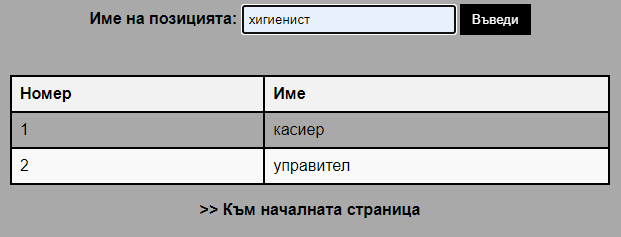 Име на позицията: хигиенист Въведи
Номер Име
1 касиер
2 управител
>> Към началната страница